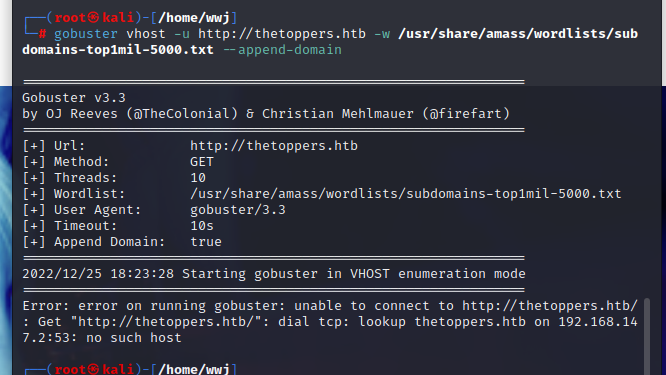 ┌──(root㉿kali)-[/home/wwj]
└─# gobuster vhost -u http://thetoppers.htb -w /usr/share/amass/wordlists/sub
domains-top1mil-5000.txt --append-domain
===============================================================
Gobuster v3.3
by OJ Reeves (@TheColonial) & Christian Mehlmauer (@firefart)
===============================================================
[+] Url:             http://thetoppers.htb
[+] Method:          GET
[+] Threads:         10
[+] Wordlist:        /usr/share/amass/wordlists/subdomains-top1mil-5000.txt
[+] User Agent:      gobuster/3.3
[+] Timeout:         10s
[+] Append Domain:   true
===============================================================
2022/12/25 18:23:28 Starting gobuster in VHOST enumeration mode
===============================================================
Error: error on running gobuster: unable to connect to http://thetoppers.htb/
: Get "http://thetoppers.htb/": dial tcp: lookup thetoppers.htb on 192.168.14
7.2:53: no such host
┌──(root㉿kali)-[/home/wwj]